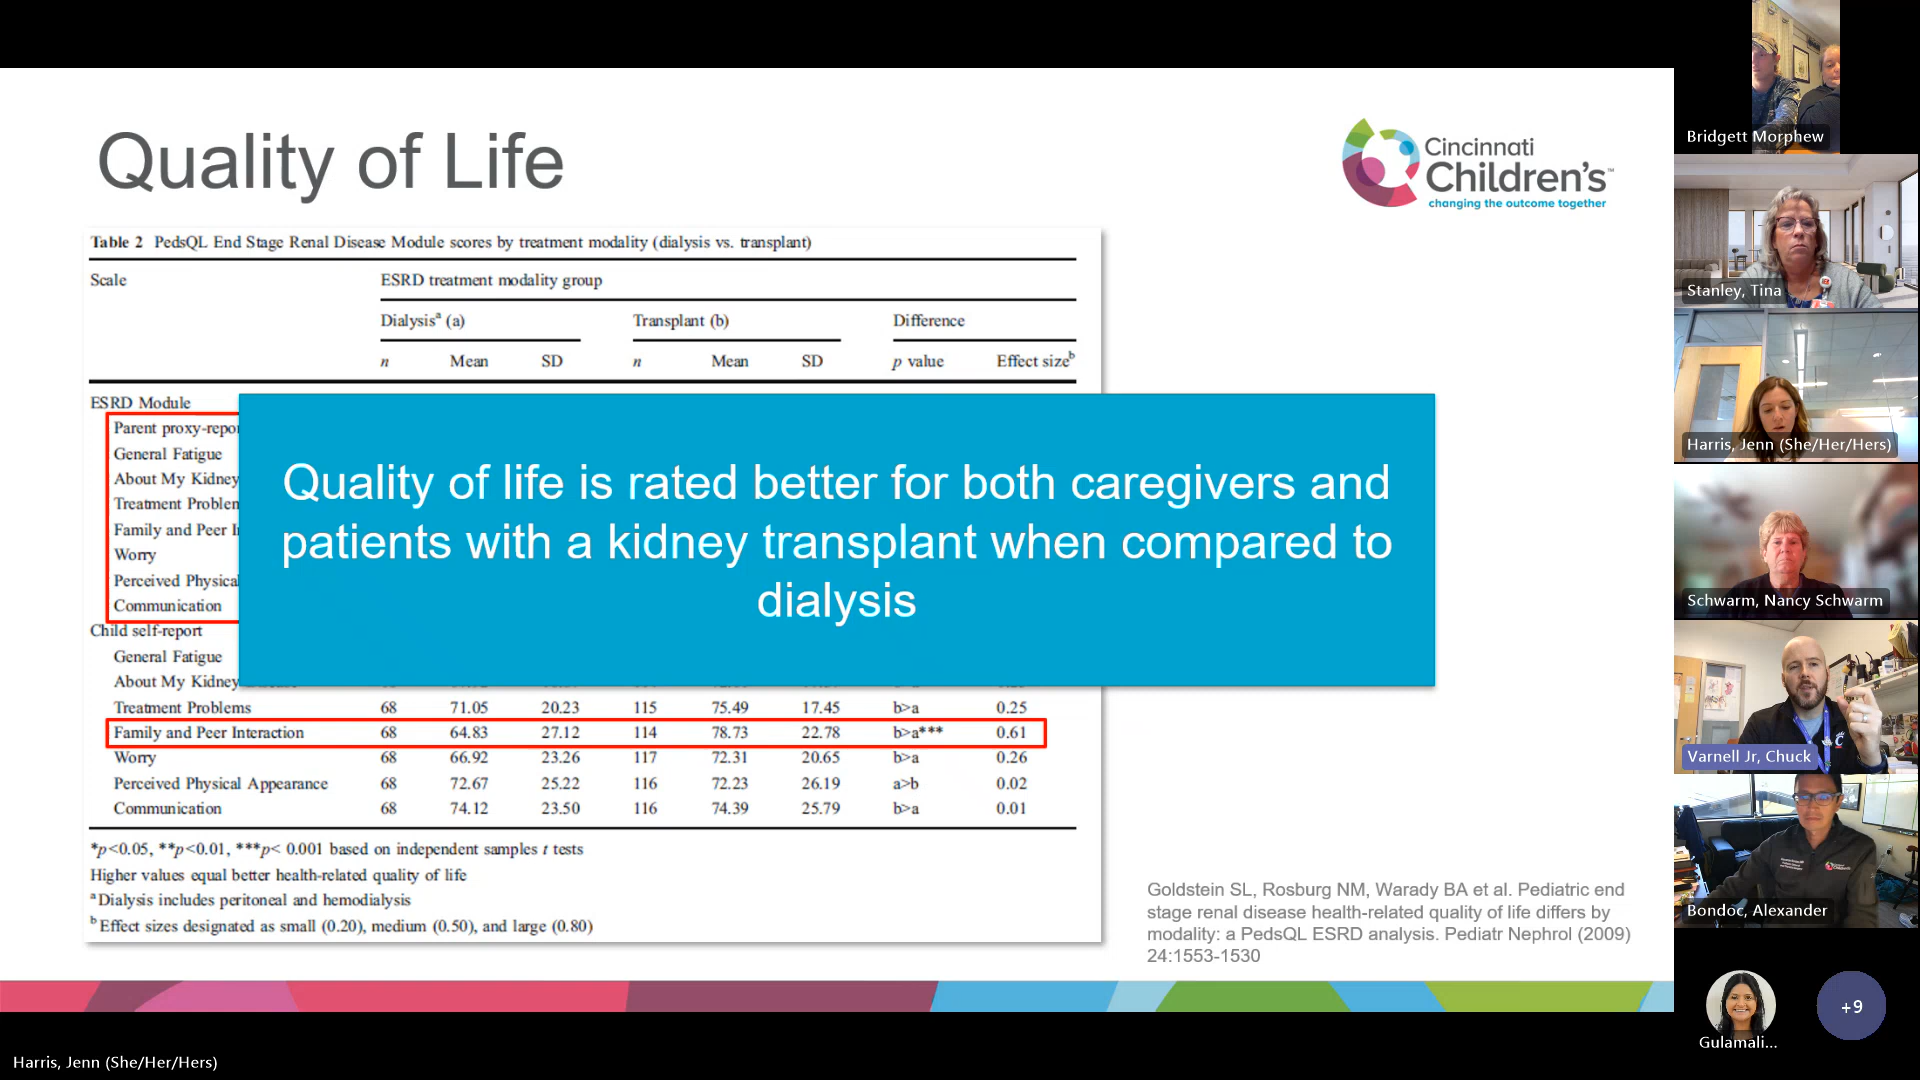 Quality of Life
Cincinnati
Children's™
changing the outcome together
Table 2 PedsQL End Stage Renal Disease Module scores by treatment modality (dialysis vs. transplant)
Scale ESRD treatment modality group
Dialysisᵃ (a) Transplant (b) Difference
n Mean SD n Mean SD p value Effect sizeᵇ
ESRD Module
Parent proxy-repo
General Fatigue
About My Kidney
Treatment Problem
Family and Peer I
Worry
Perceived Physical
Communication
Child self-report
General Fatigue
About My Kidney
Quality of life is rated better for both caregivers and
patients with a kidney transplant when compared to
dialysis
Treatment Problems 68 71.05 20.23 115 75.49 17.45 b>a 0.25
Family and Peer Interaction 68 64.83 27.12 114 78.73 22.78 b>a*** 0.61
Worry 68 66.92 23.26 117 72.31 20.65 b>a 0.26
Perceived Physical Appearance 68 72.67 25.22 116 72.23 26.19 a>b 0.02
Communication 68 74.12 23.50 116 74.39 25.79 b>a 0.01
*p<0.05, **p<0.01, ***p< 0.001 based on independent samples t tests
Higher values equal better health-related quality of life
ᵃDialysis includes peritoneal and hemodialysis
ᵇEffect sizes designated as small (0.20), medium (0.50), and large (0.80)
Goldstein SL, Rosburg NM, Warady BA et al. Pediatric end
stage renal disease health-related quality of life differs by
modality: a PedsQL ESRD analysis. Pediatr Nephrol (2009)
24:1553-1530
Bridgett Morphew
Stanley, Tina
Harris, Jenn (She/Her/Hers)
Schwarm, Nancy Schwarm
Varnell Jr, Chuck
Bondoc, Alexander
Gulamali...
+9
Harris, Jenn (She/Her/Hers)